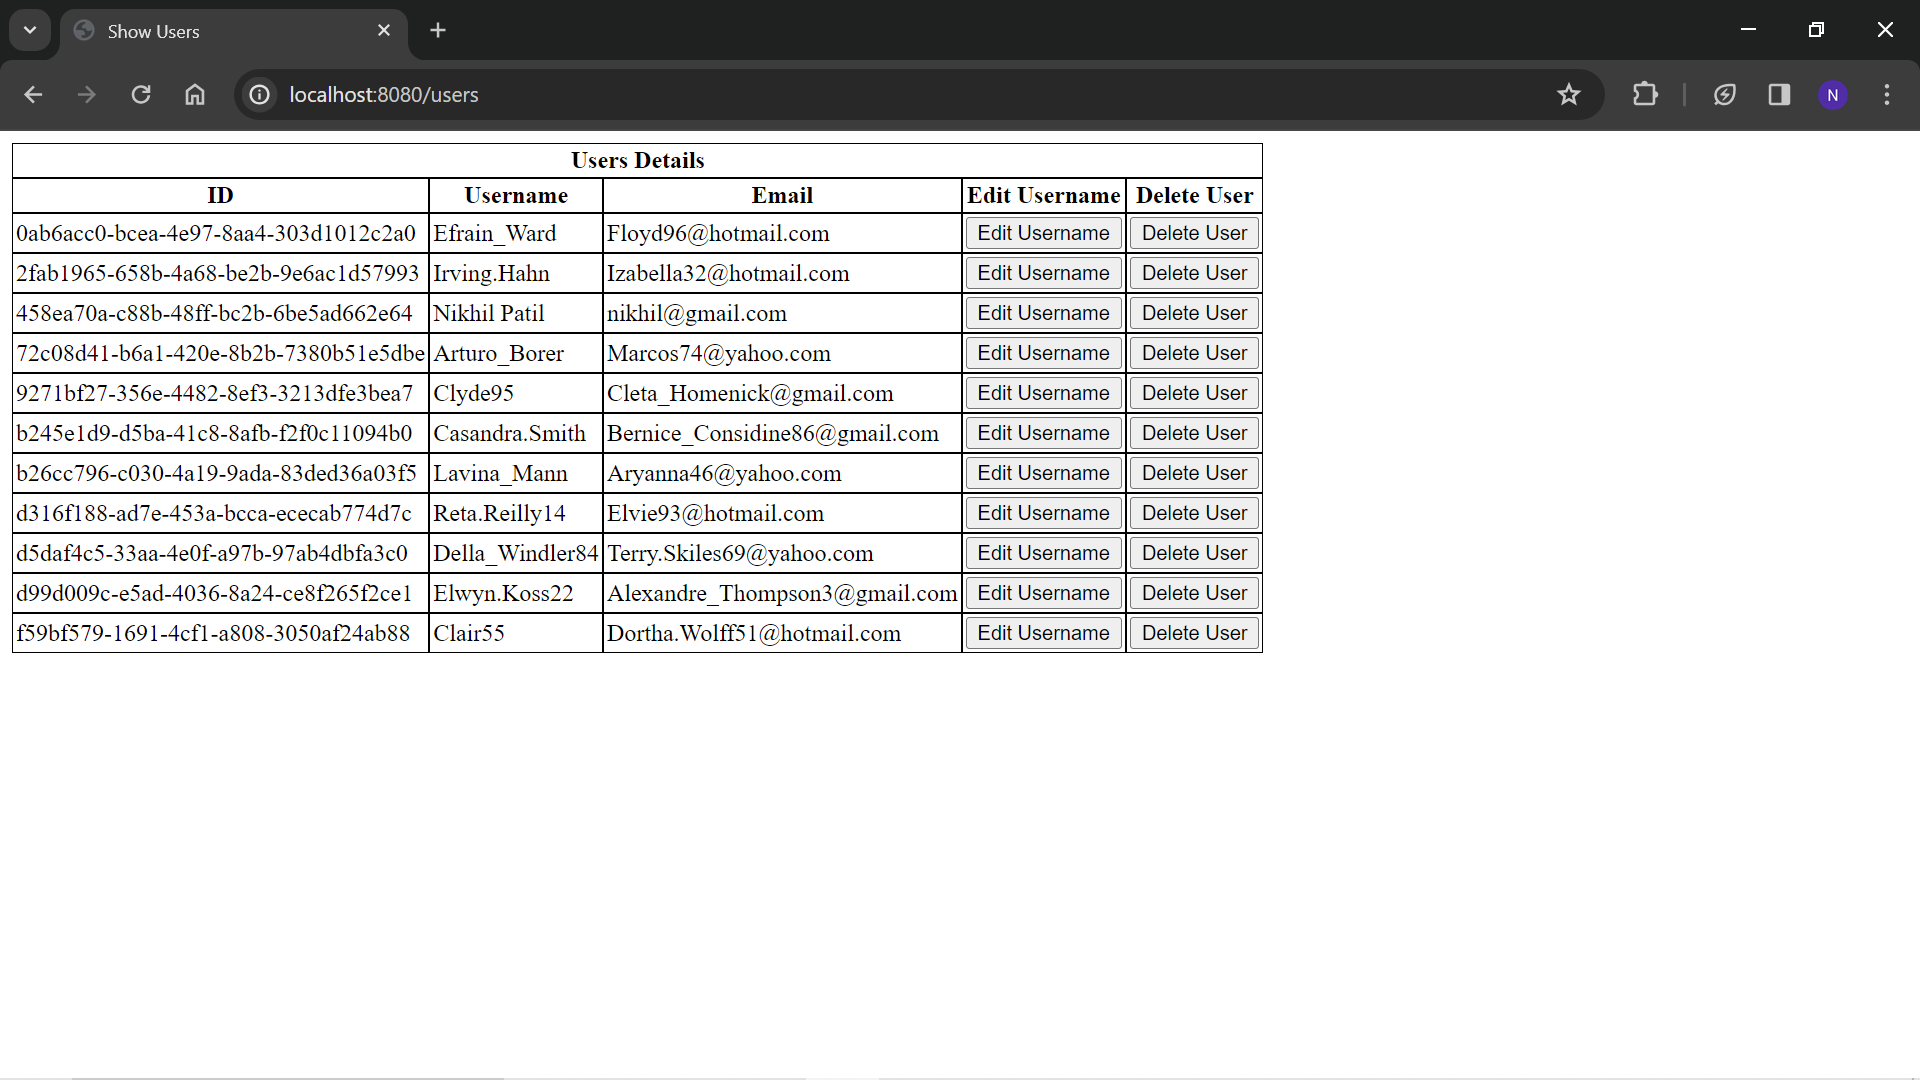 Show Users
localhost:8080/users
N
Users Details
ID Username Email Edit Username Delete User
0ab6acc0-bcea-4e97-8aa4-303d1012c2a0 Efrain_Ward Floyd96@hotmail.com Edit Username Delete User
2fab1965-658b-4a68-be2b-9e6ac1d57993 Irving.Hahn Izabella32@hotmail.com Edit Username Delete User
458ea70a-c88b-48ff-bc2b-6be5ad662e64 Nikhil Patil nikhil@gmail.com Edit Username Delete User
72c08d41-b6a1-420e-8b2b-7380b51e5dbe Arturo_Borer Marcos74@yahoo.com Edit Username Delete User
9271bf27-356e-4482-8ef3-3213dfe3bea7 Clyde95 Cleta_Homenick@gmail.com Edit Username Delete User
b245e1d9-d5ba-41c8-8afb-f2f0c11094b0 Casandra.Smith Bernice_Considine86@gmail.com Edit Username Delete User
b26cc796-c030-4a19-9ada-83ded36a03f5 Lavina_Mann Aryanna46@yahoo.com Edit Username Delete User
d316f188-ad7e-453a-bcca-ececab774d7c Reta.Reilly14 Elvie93@hotmail.com Edit Username Delete User
d5daf4c5-33aa-4e0f-a97b-97ab4dbfa3c0 Della_Windler84 Terry.Skiles69@yahoo.com Edit Username Delete User
d99d009c-e5ad-4036-8a24-ce8f265f2ce1 Elwyn.Koss22 Alexandre_Thompson3@gmail.com Edit Username Delete User
f59bf579-1691-4cf1-a808-3050af24ab88 Clair55 Dortha.Wolff51@hotmail.com Edit Username Delete User